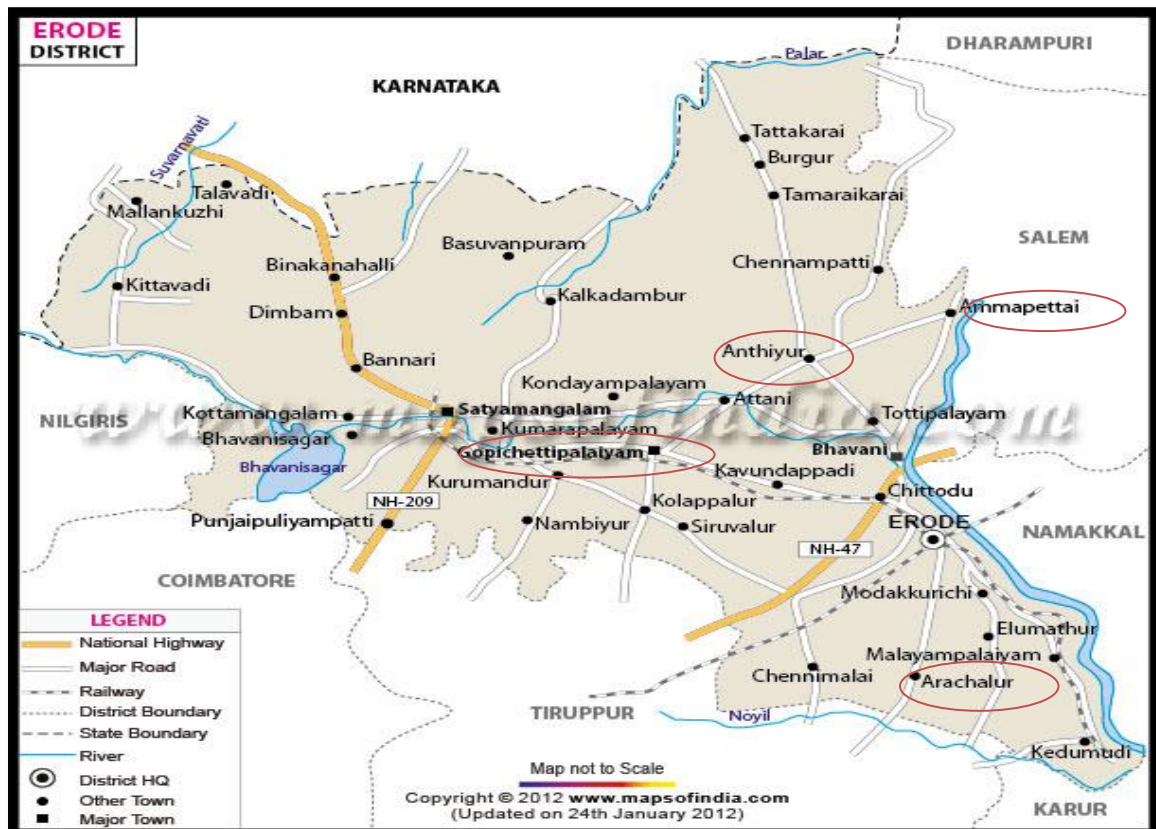 ERODE
DISTRICT
DHARAMPURI
Palar
KARNATAKA
Suvarnavati
Tattakarai
Burgur
Talavadi
Mallankuzhi
Tamaraikarai
SALEM
Basuvanpuram
Chennampatti
Binakanahalli
Kittavadi
Kalkadambur
Ammapettai
Dimbam
Anthiyur
Bannari
Kondayampalayam
Attani
NILGIRIS
Kottamangalam
Satyamangalam
Tottipalayam
Kumarapalayam
Bhavanisagar
Gopichettipalaiyam
Bhavani
Bhavanisagar
Kavundappadi
Kurumandur
Chittodu
NH-209
Kolappalur
Punjaipuliyampatti
Nambiyur
Siruvalur
ERODE
NAMAKKAL
NH-47
COIMBATORE
Modakkurichi
LEGEND
National Highway
Major Road
Railway
District Boundary
State Boundary
River
District HQ
Other Town
Major Town
Elumathur
Malayampalaiyam
Chennimalai
Arachalur
TIRUPPUR
Noyil
Kedumudi
Map not to Scale
Copyright © 2012 www.mapsofindia.com
(Updated on 24th January 2012)
KARUR